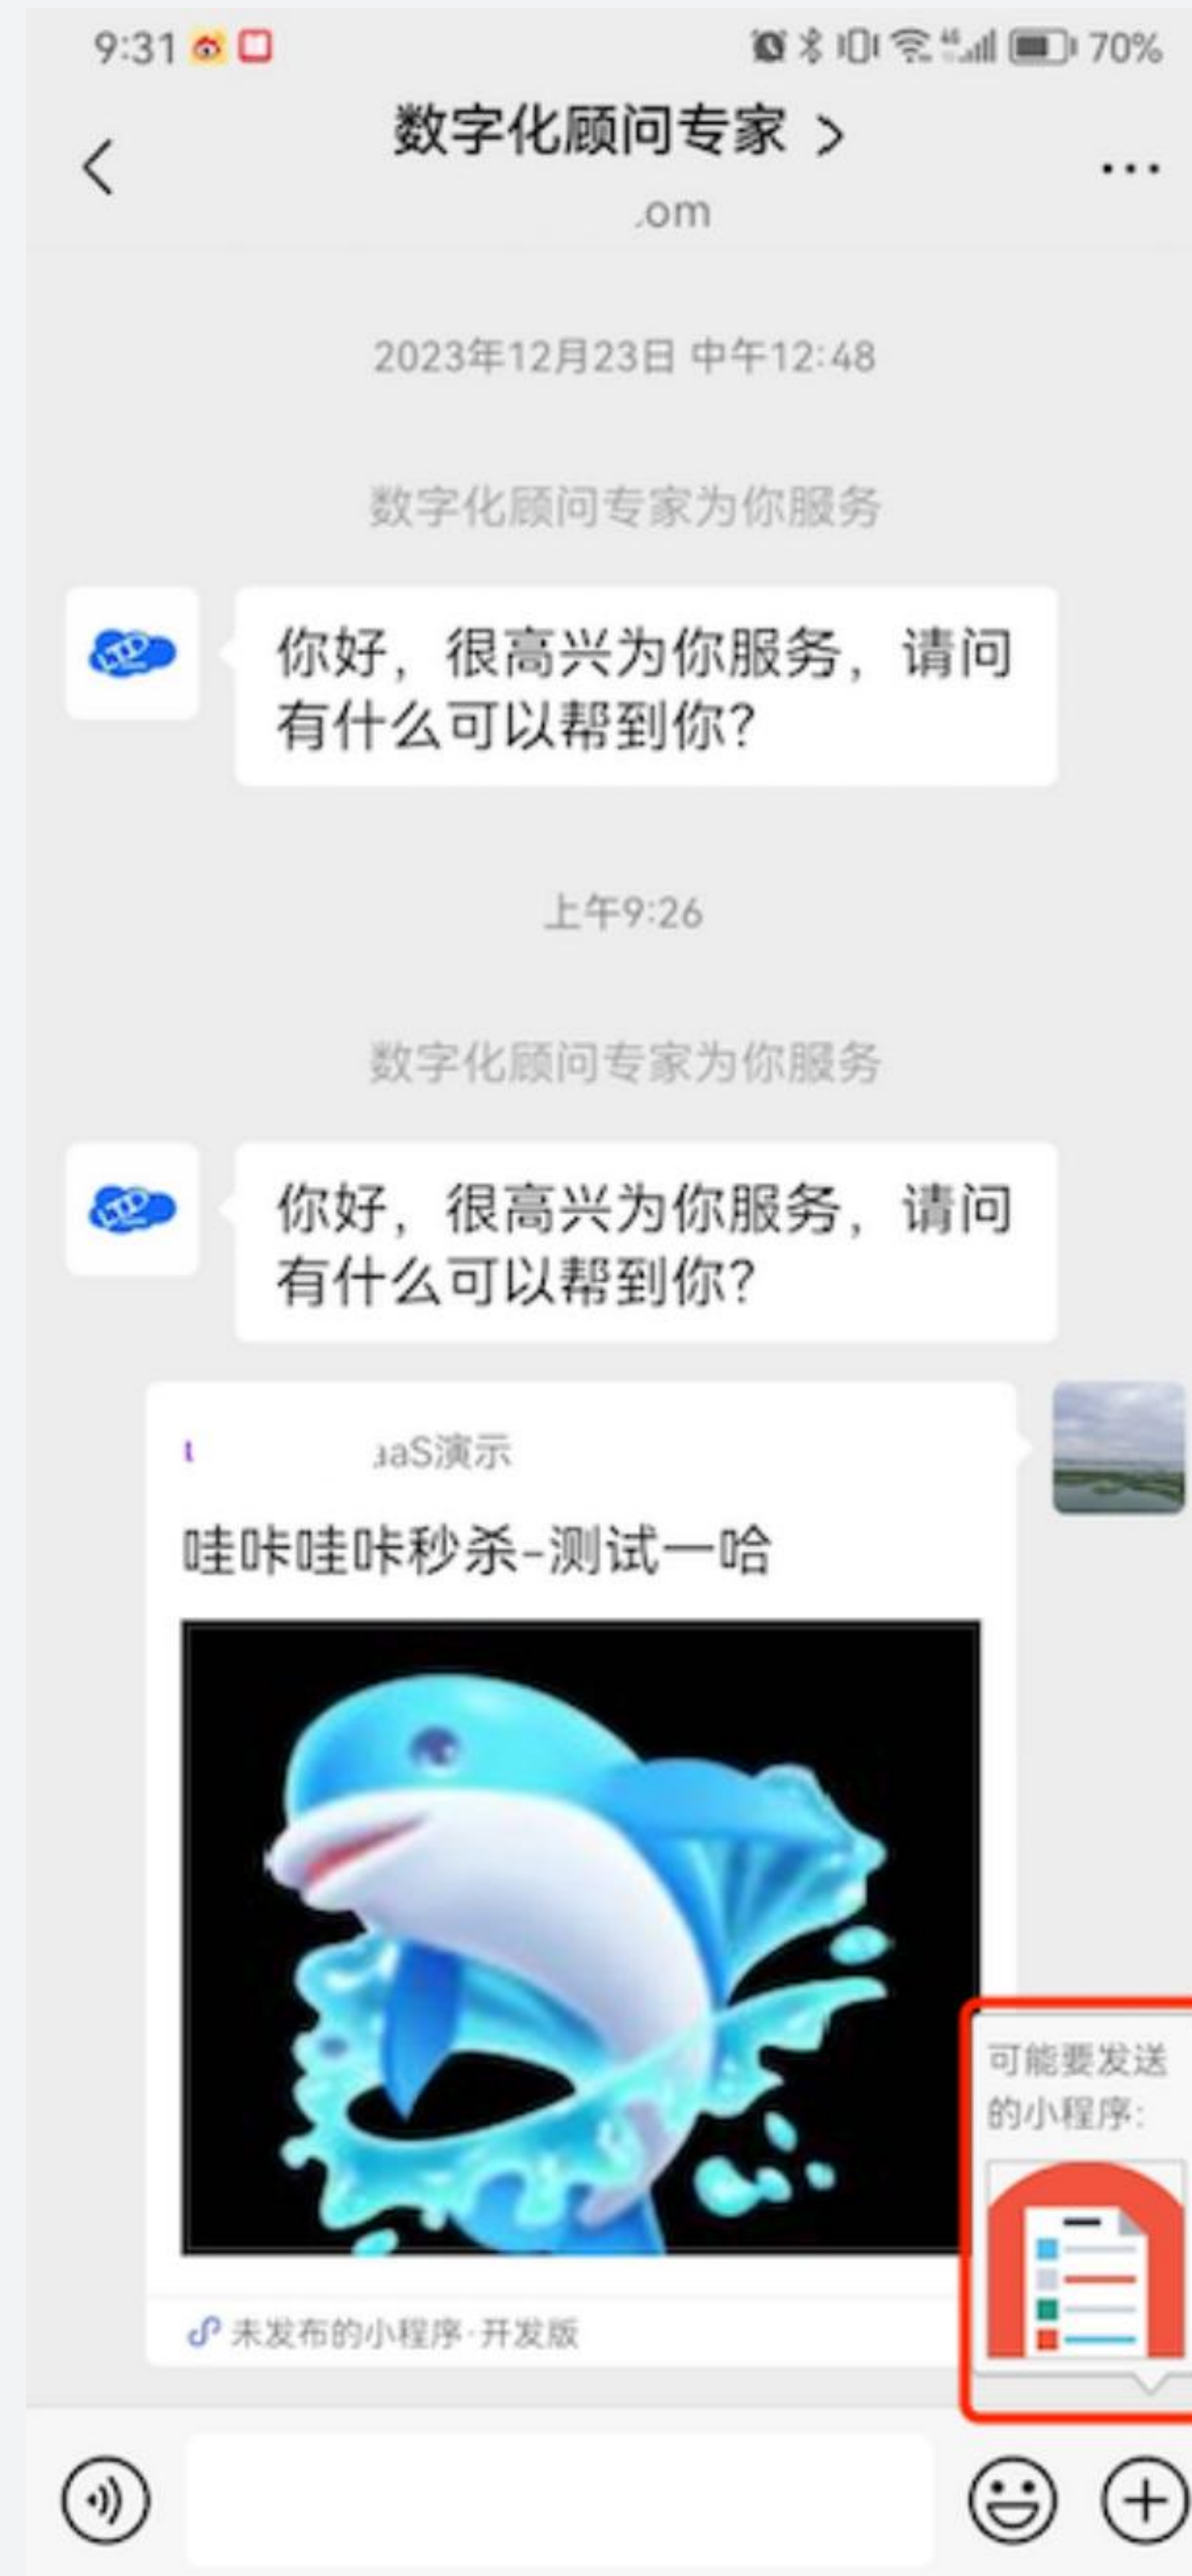 9:31
70%
数字化顾问专家 >
.om
2023年12月23日 中午12:48
数字化顾问专家为你服务
LTD
你好，很高兴为你服务，请问
有什么可以帮到你？
上午9:26
数字化顾问专家为你服务
LTD
你好，很高兴为你服务，请问
有什么可以帮到你？
aaS演示
哇咔哇咔秒杀-测试一哈
可能要发送
的小程序:
未发布的小程序·开发版